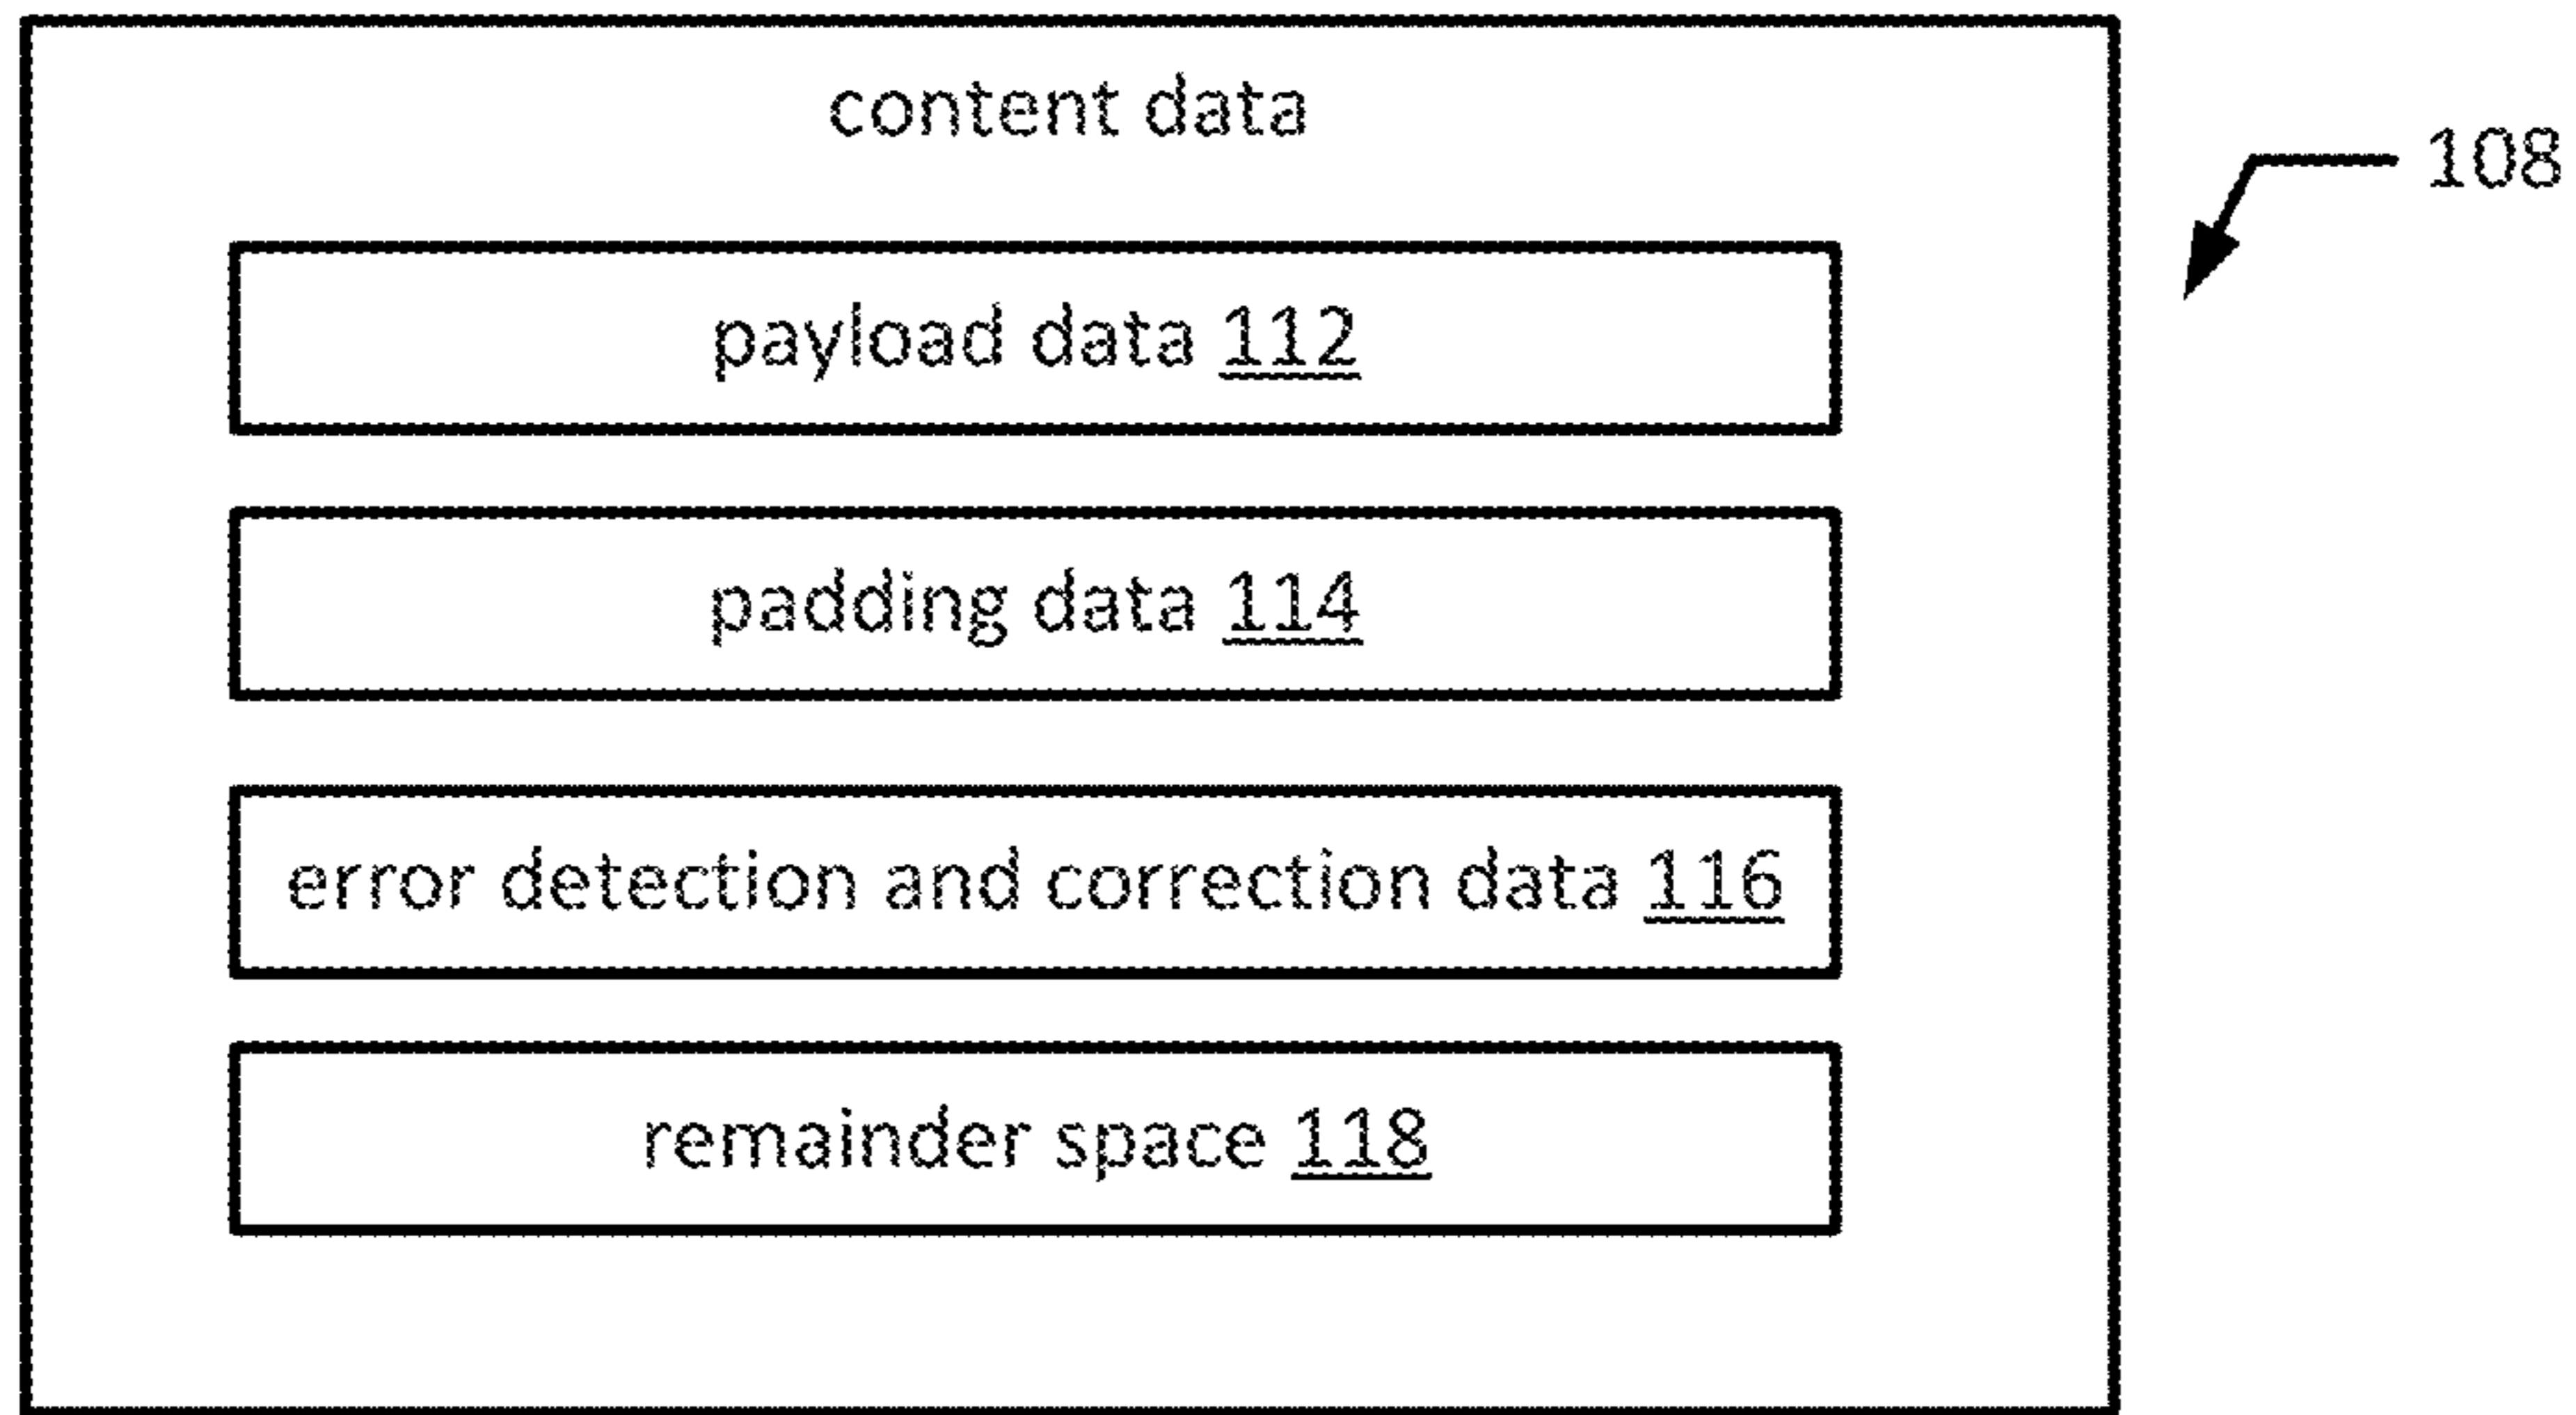 content data
108
payload data 112
padding data 114
error detection and correction data 116
remainder space 118